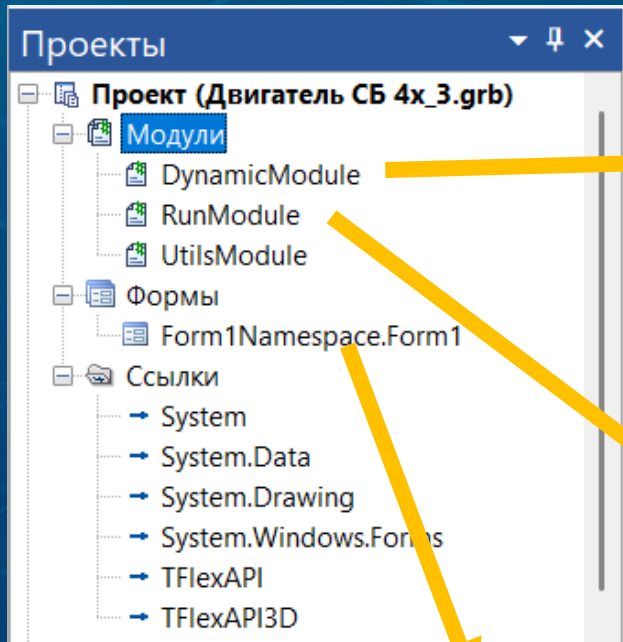 Проекты
Проект (Двигатель СБ 4x_3.grb)
Модули
DynamicModule
RunModule
UtilsModule
Формы
Form1Namespace.Form1
Ссылки
System
System.Data
System.Drawing
System.Windows.Forms
TFlexAPI
TFlexAPI3D